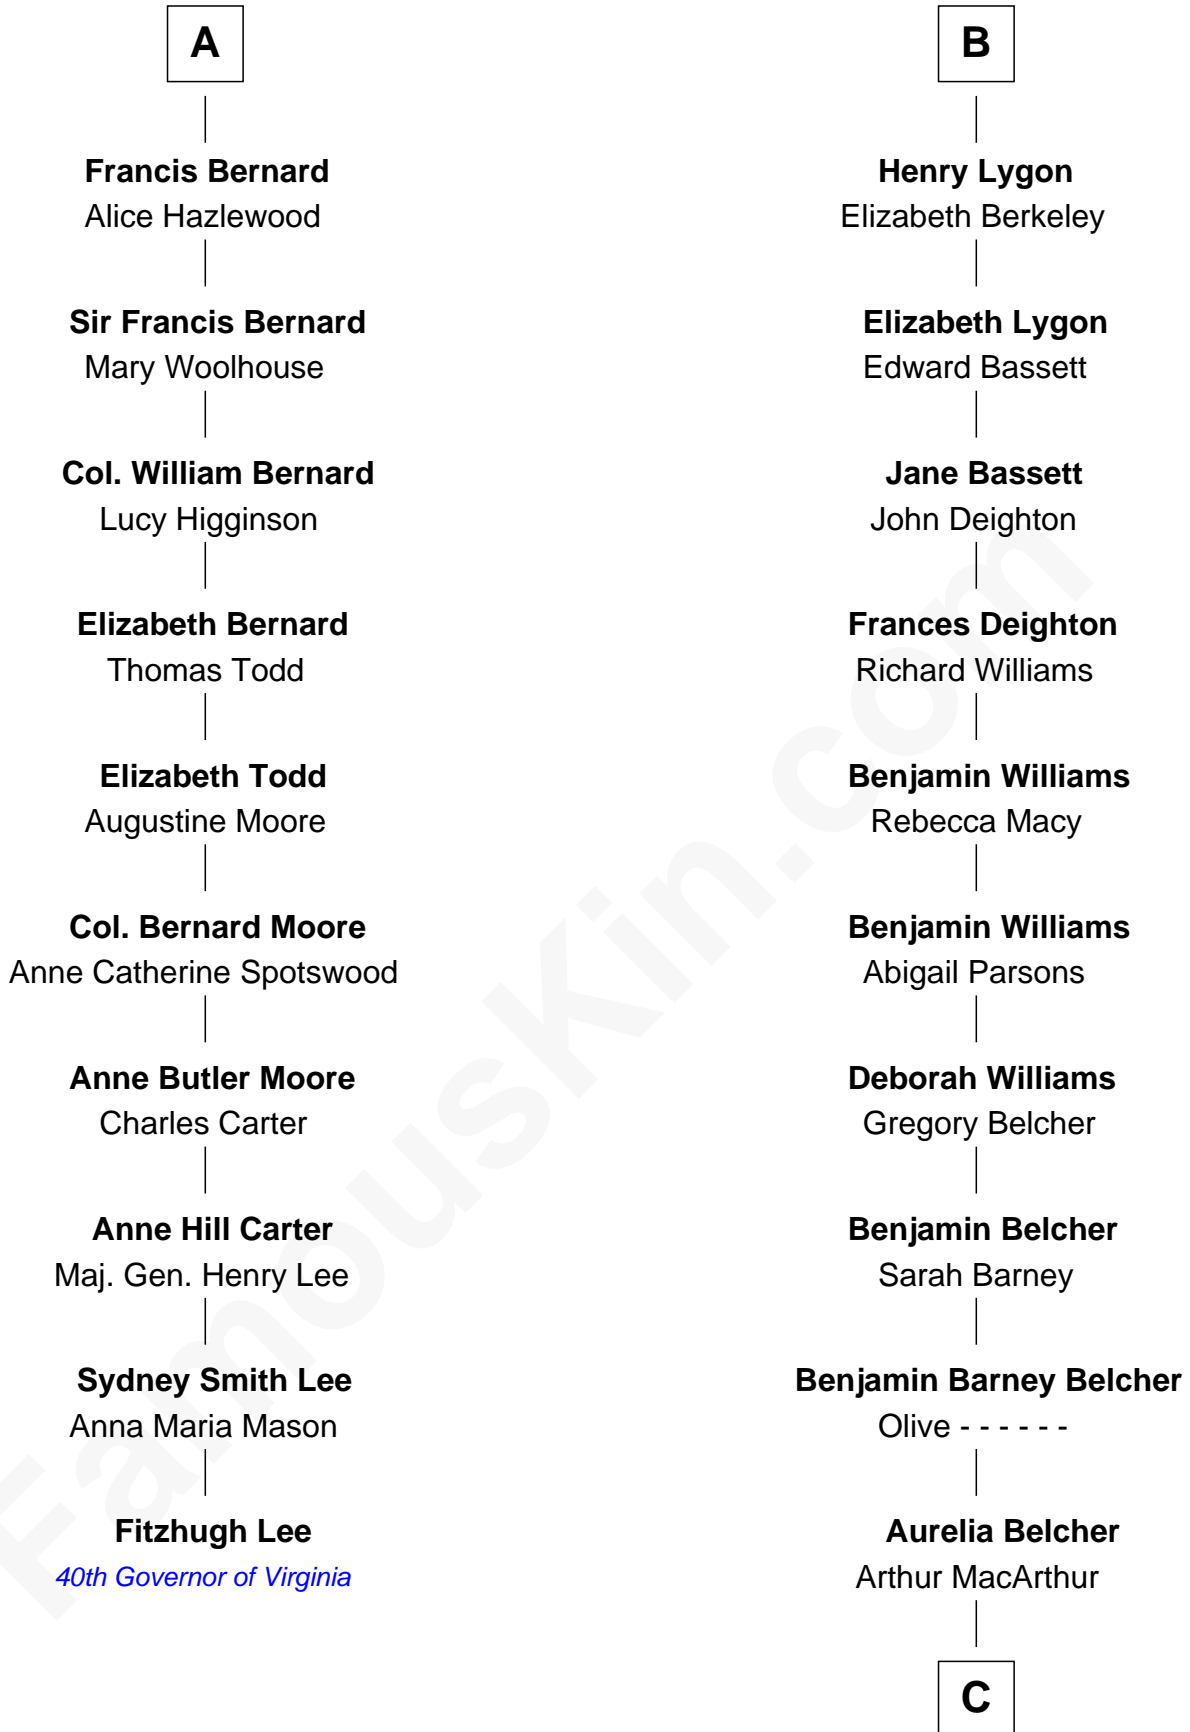 A
Francis Bernard
Alice Hazlewood
Sir Francis Bernard
Mary Woolhouse
Col. William Bernard
Lucy Higginson
Elizabeth Bernard
Thomas Todd
Elizabeth Todd
Augustine Moore
Col. Bernard Moore
Anne Catherine Spotswood
Anne Butler Moore
Charles Carter
Anne Hill Carter
Maj. Gen. Henry Lee
Sydney Smith Lee
Anna Maria Mason
Fitzhugh Lee
40th Governor of Virginia
B
Henry Lygon
Elizabeth Berkeley
Elizabeth Lygon
Edward Bassett
Jane Bassett
John Deighton
Frances Deighton
Richard Williams
Benjamin Williams
Rebecca Macy
Benjamin Williams
Abigail Parsons
Deborah Williams
Gregory Belcher
Benjamin Belcher
Sarah Barney
Benjamin Barney Belcher
Olive - - - - - -
Aurelia Belcher
Arthur MacArthur
C
FamousKin.com